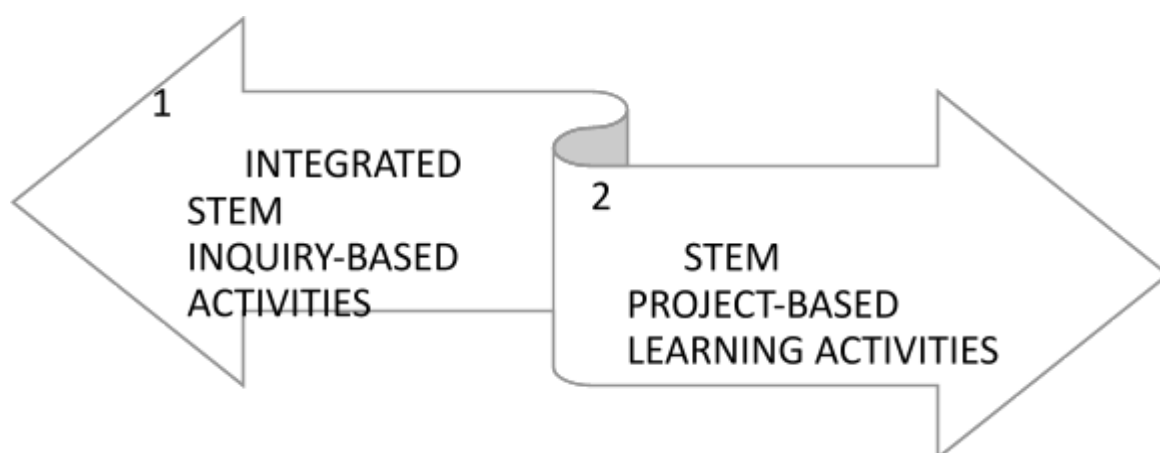 1
INTEGRATED
STEM
INQUIRY-BASED
ACTIVITIES
2
STEM
PROJECT-BASED
LEARNING ACTIVITIES